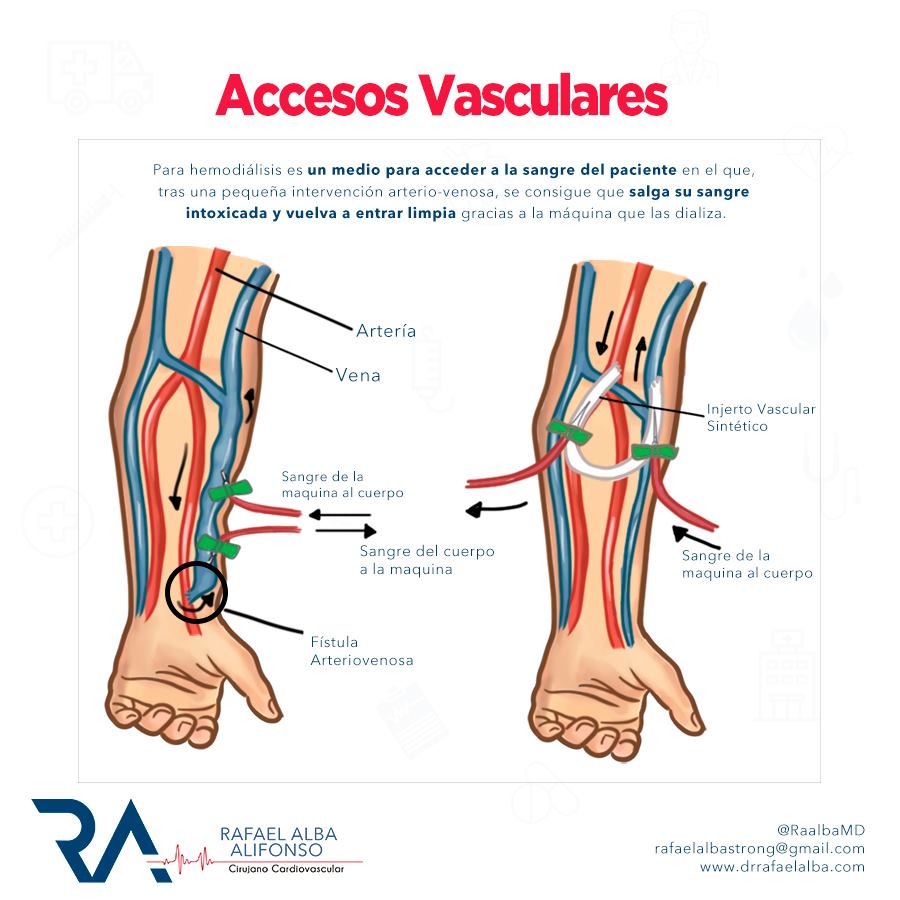 Accesos Vasculares
Para hemodiálisis es un medio para acceder a la sangre del paciente en el que,
tras una pequeña intervención arterio-venosa, se consigue que salga su sangre
intoxicada y vuelva a entrar limpia gracias a la máquina que las dializa.
Artería
Vena
Sangre de la
maquina al cuerpo
Sangre del cuerpo
a la maquina
Fístula
Arteriovenosa
Injerto Vascular
Sintético
Sangre de la
maquina al cuerpo
RA
RAFAEL ALBA
ALIFONSO
Cirujano Cardiovascular
@RaalbaMD
rafaelalbastrong@gmail.com
www.drrafaelalba.com